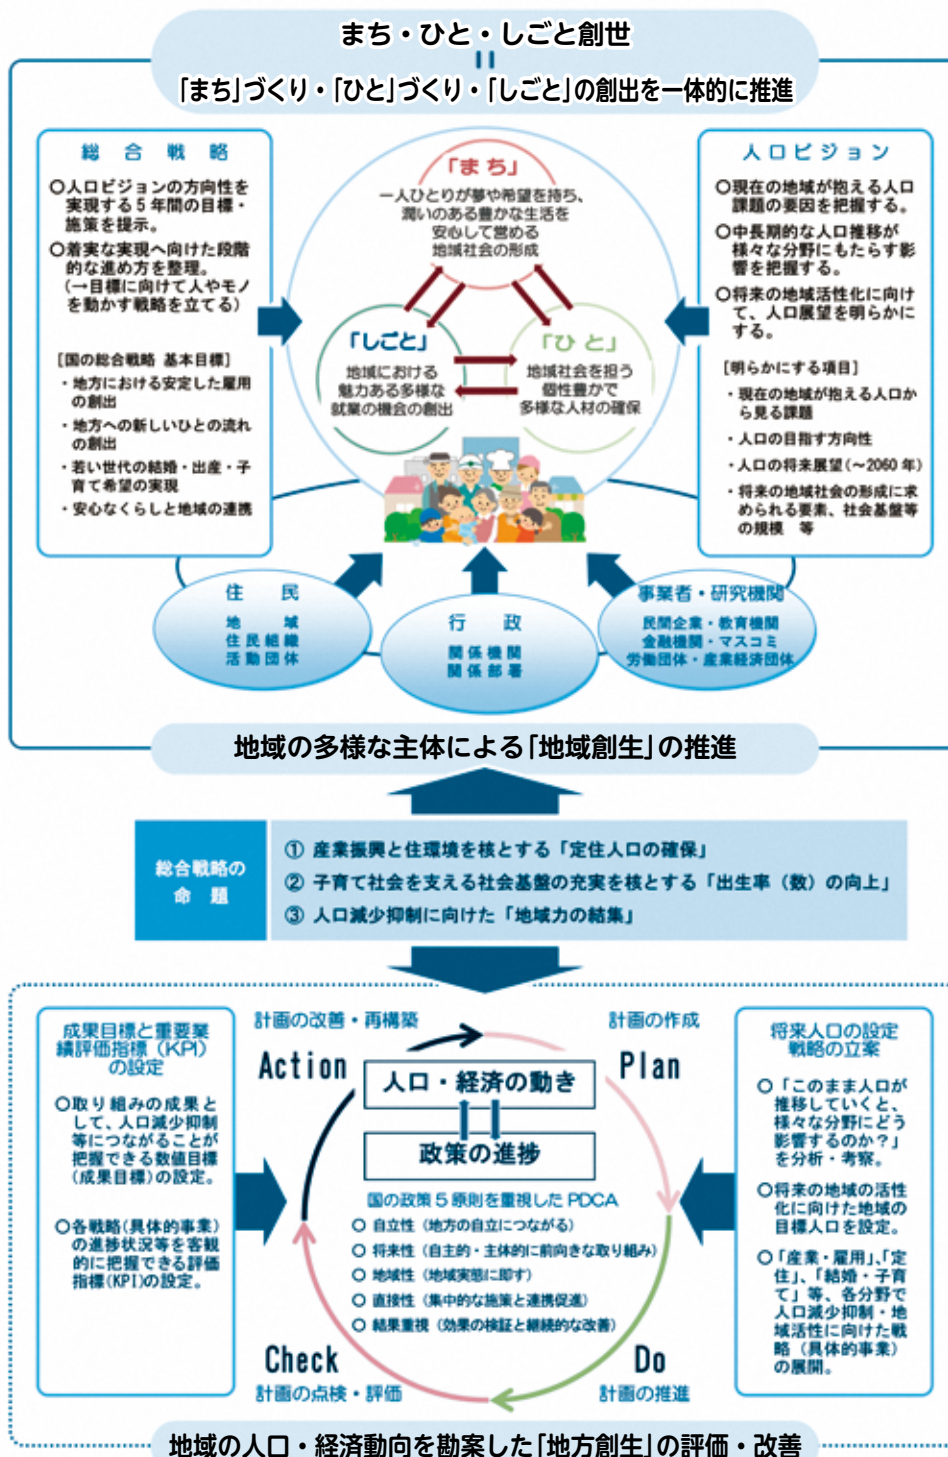 まち・ひと・しごと創世
=
「まち」づくり・「ひと」づくり・「しごと」の創出を一体的に推進
総合戦略
○人口ビジョンの方向性を
実現する5年間の目標・
施策を提示。
○着実な実現へ向けた段階
的な進め方を整理。
(→目標に向けて人やモノ
を動かす戦略を立てる)
[国の総合戦略 基本目標]
・地方における安定した雇用
の創出
・地方への新しいひとの流れ
の創出
・若い世代の結婚・出産・子
育て希望の実現
・安心なくらしと地域の連携
「まち」
一人ひとりが夢や希望を持ち、
潤いのある豊かな生活を
安心して営める
地域社会の形成
「しごと」
地域における
魅力ある多様な
就業の機会の創出
「ひと」
地域社会を担う
個性豊かで
多様な人材の確保
人口ビジョン
○現在の地域が抱える人口
課題の要因を把握する。
○中長期的な人口推移が
様々な分野にもたらす影
響を把握する。
○将来の地域活性化に向け
て、人口展望を明らかに
する。
[明らかにする項目]
・現在の地域が抱える人口か
ら見る課題
・人口の目指す方向性
・人口の将来展望(~2060年)
・将来の地域社会の形成に求
められる要素、社会基盤等
の規模 等
住民
地域
住民組織
活動団体
行政
関係機関
関係部署
事業者・研究機関
民間企業・教育機関
金融機関・マスコミ
労働団体・産業経済団体
地域の多様な主体による「地域創生」の推進
総合戦略の
命題
① 産業振興と住環境を核とする「定住人口の確保」
② 子育て社会を支える社会基盤の充実を核とする「出生率(数)の向上」
③ 人口減少抑制に向けた「地域力の結集」
成果目標と重要業
績評価指標(KPI)
の設定
○取り組みの成果と
して、人口減少抑制
等につながることが
把握できる数値目標
(成果目標)の設定。
○各戦略(具体的事業)
の進捗状況等を客観
的に把握できる評価
指標(KPI)の設定。
計画の改善・再構築
Action
計画の作成
Plan
人口・経済の動き
政策の進捗
国の政策5原則を重視したPDCA
○ 自立性(地方の自立につながる)
○ 将来性(自主的・主体的に前向きな取り組み)
○ 地域性(地域実態に即す)
○ 直接性(集中的な施策と連携促進)
○ 結果重視(効果の検証と継続的な改善)
Check
計画の点検・評価
Do
計画の推進
将来人口の設定
戦略の立案
○「このまま人口が
推移していくと、
様々な分野にどう
影響するのか?」
を分析・考察。
○将来の地域の活性
化に向けた地域の
目標人口を設定。
○「産業・雇用」、「定
住」、「結婚・子育
て」等、各分野で
人口減少抑制・地
域活性に向けた戦
略(具体的事業)
の展開。
地域の人口・経済動向を勘案した「地方創生」の評価・改善